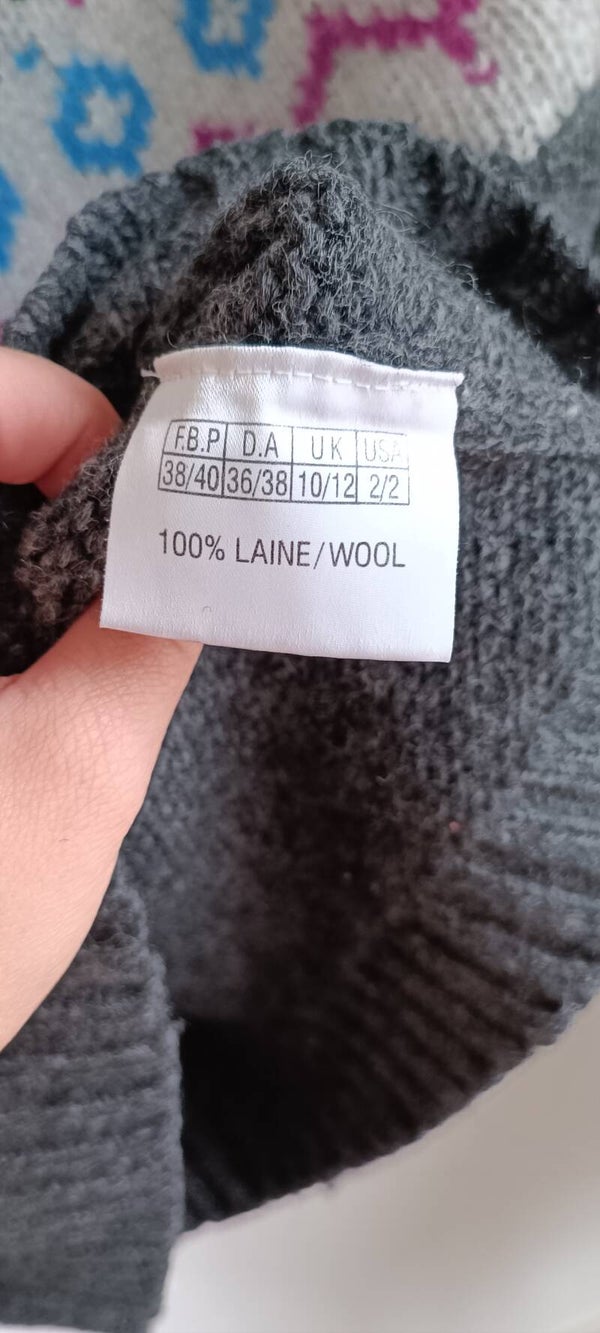 F.B.P D.A UK USA
38/40 36/38 10/12 2/2
100% LAINE/WOOL